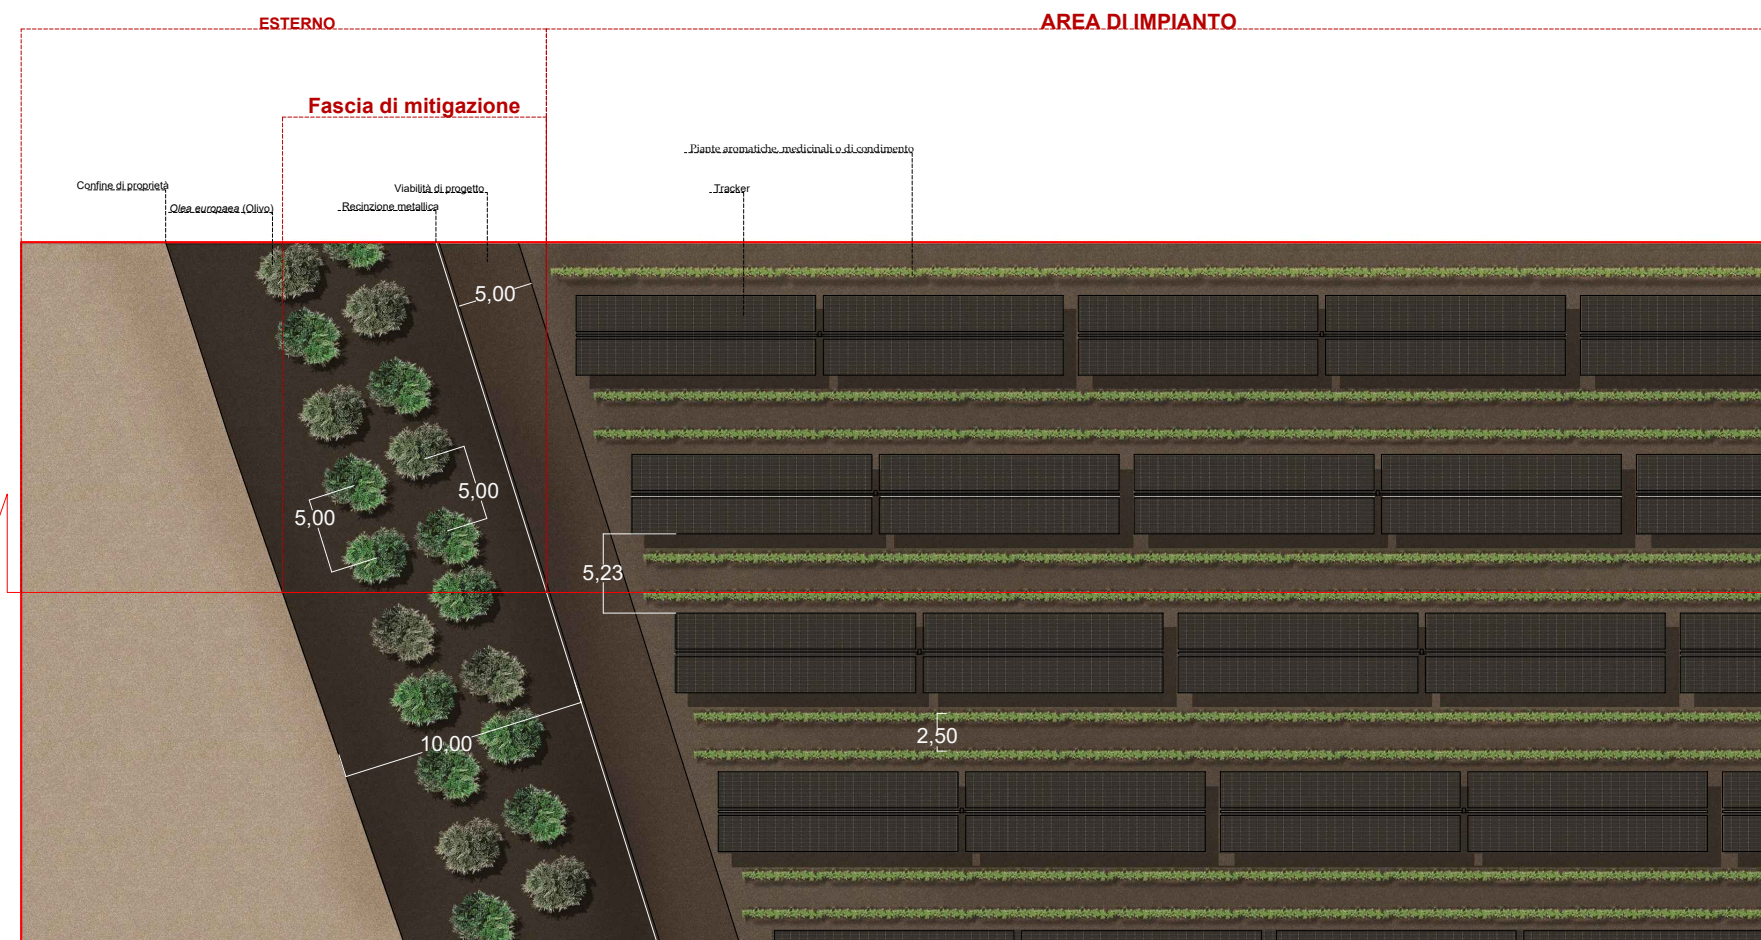 ESTERNO
AREA DI IMPIANTO
Fascia di mitigazione
Piante aromatiche, medicinali o di condimento
Confine di proprietà
Viabilità di progetto
Tracker
Olea europaea (Olivo)
Recinzione metallica
5,00
5,00
5,00
5,23
2,50
10,00